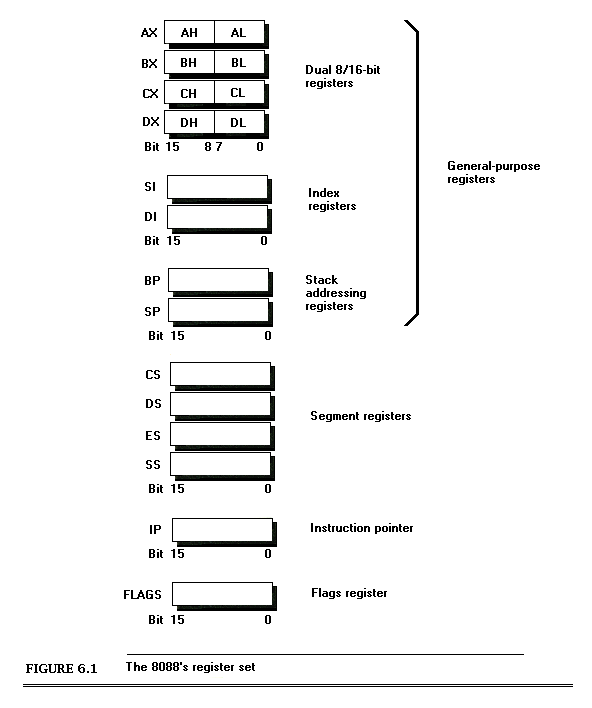 AX AH AL
BX BH BL
CX CH CL
DX DH DL
Bit 15 8 7 0
Dual 8/16-bit
registers
General-purpose
registers
SI
DI
Bit 15 0
Index
registers
BP
SP
Bit 15 0
Stack
addressing
registers
CS
DS
ES
SS
Bit 15 0
Segment registers
IP
Bit 15 0
Instruction pointer
FLAGS
Bit 15 0
Flags register
FIGURE 6.1 The 8088's register set